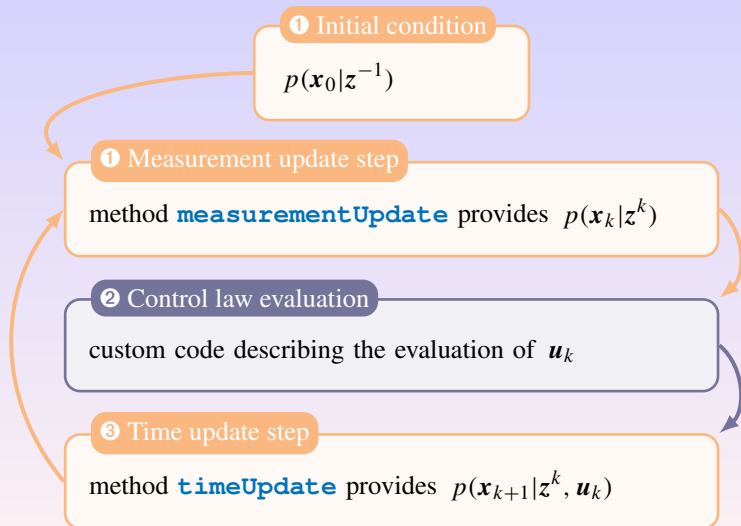 ❶ Initial condition
p(x₀|z⁻¹)
❶ Measurement update step
method measurementUpdate provides p(xₖ|zᵏ)
❷ Control law evaluation
custom code describing the evaluation of uₖ
❸ Time update step
method timeUpdate provides p(xₖ₊₁|zᵏ, uₖ)